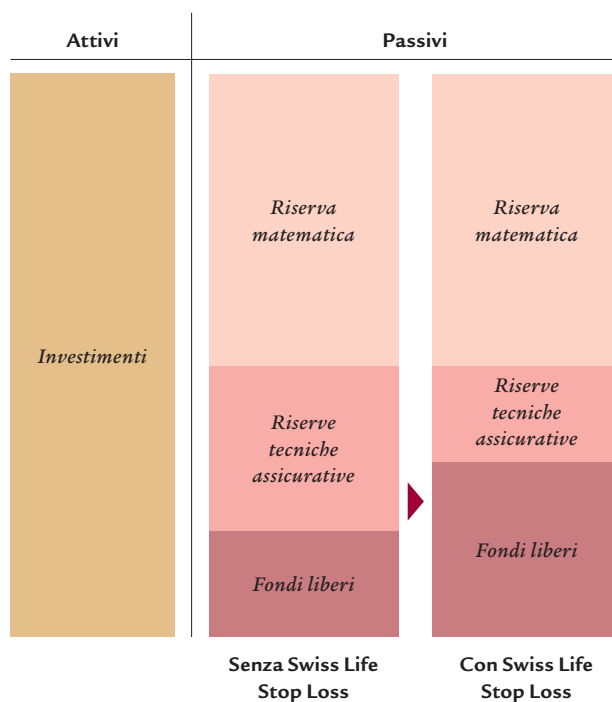 Attivi
Passivi
Investimenti
Riserva
matematica
Riserve
tecniche
assicurative
Fondi liberi
Senza Swiss Life
Stop Loss
Riserva
matematica
Riserve
tecniche
assicurative
Fondi liberi
Con Swiss Life
Stop Loss